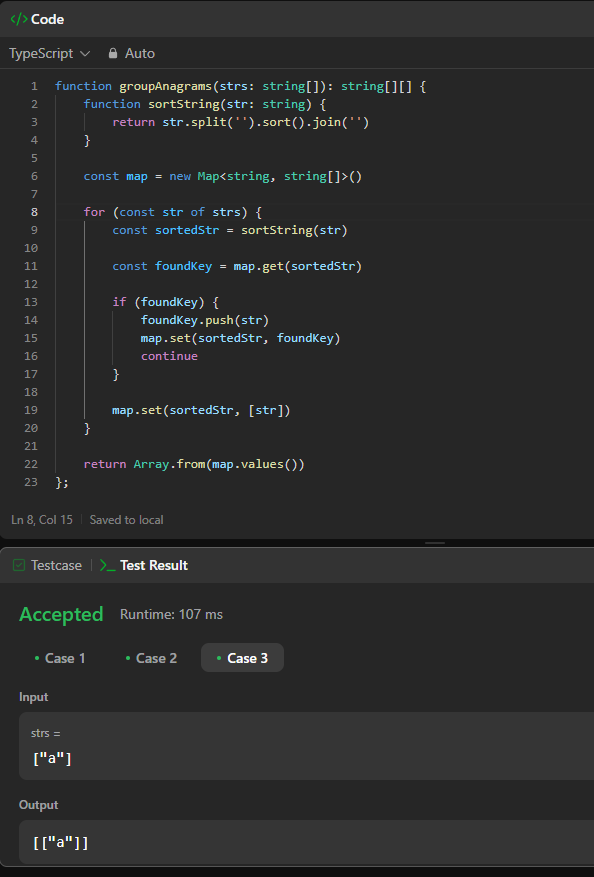 </> Code
TypeScript Auto
1 function groupAnagrams(strs: string[]): string[][] {
2 function sortString(str: string) {
3 return str.split('').sort().join('')
4 }
5
6 const map = new Map<string, string[]>()
7
8 for (const str of strs) {
9 const sortedStr = sortString(str)
10
11 const foundKey = map.get(sortedStr)
12
13 if (foundKey) {
14 foundKey.push(str)
15 map.set(sortedStr, foundKey)
16 continue
17 }
18
19 map.set(sortedStr, [str])
20 }
21
22 return Array.from(map.values())
23 };
Ln 8, Col 15 Saved to local
Testcase >_ Test Result
Accepted Runtime: 107 ms
• Case 1 • Case 2 • Case 3
Input
strs =
["a"]
Output
[["a"]]